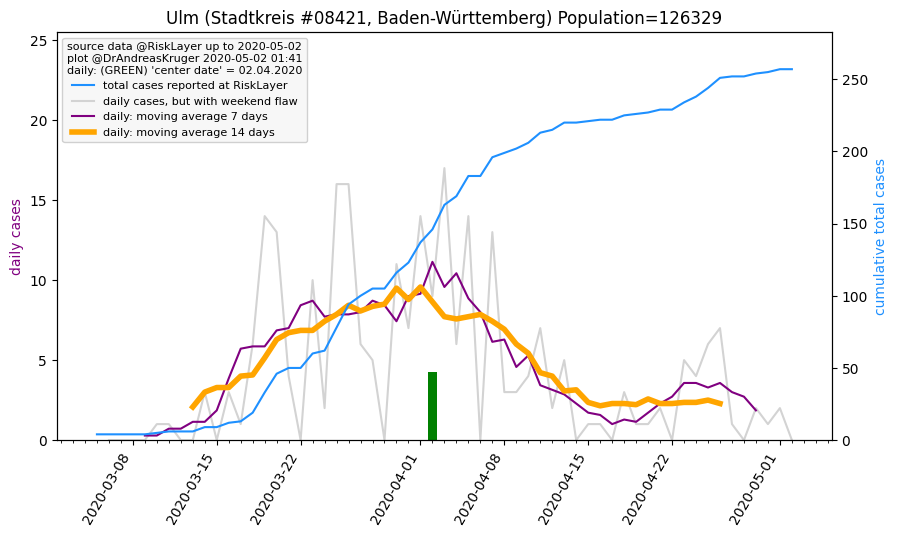 Ulm (Stadtkreis #08421, Baden-Württemberg) Population=126329
source data @RiskLayer up to 2020-05-02
plot @DrAndreasKruger 2020-05-02 01:41
daily: (GREEN) 'center date' = 02.04.2020
total cases reported at RiskLayer
daily cases, but with weekend flaw
daily: moving average 7 days
daily: moving average 14 days
daily cases
25
20
15
10
5
0
cumulative total cases
250
200
150
100
50
0
2020-03-08
2020-03-15
2020-03-22
2020-04-01
2020-04-08
2020-04-15
2020-04-22
2020-05-01